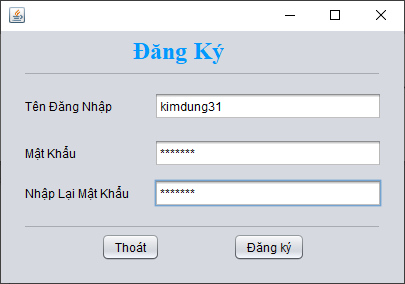 Đăng Ký
Tên Đăng Nhập kimdung31
Mật Khẩu *******
Nhập Lại Mật Khẩu *******
Thoát Đăng ký